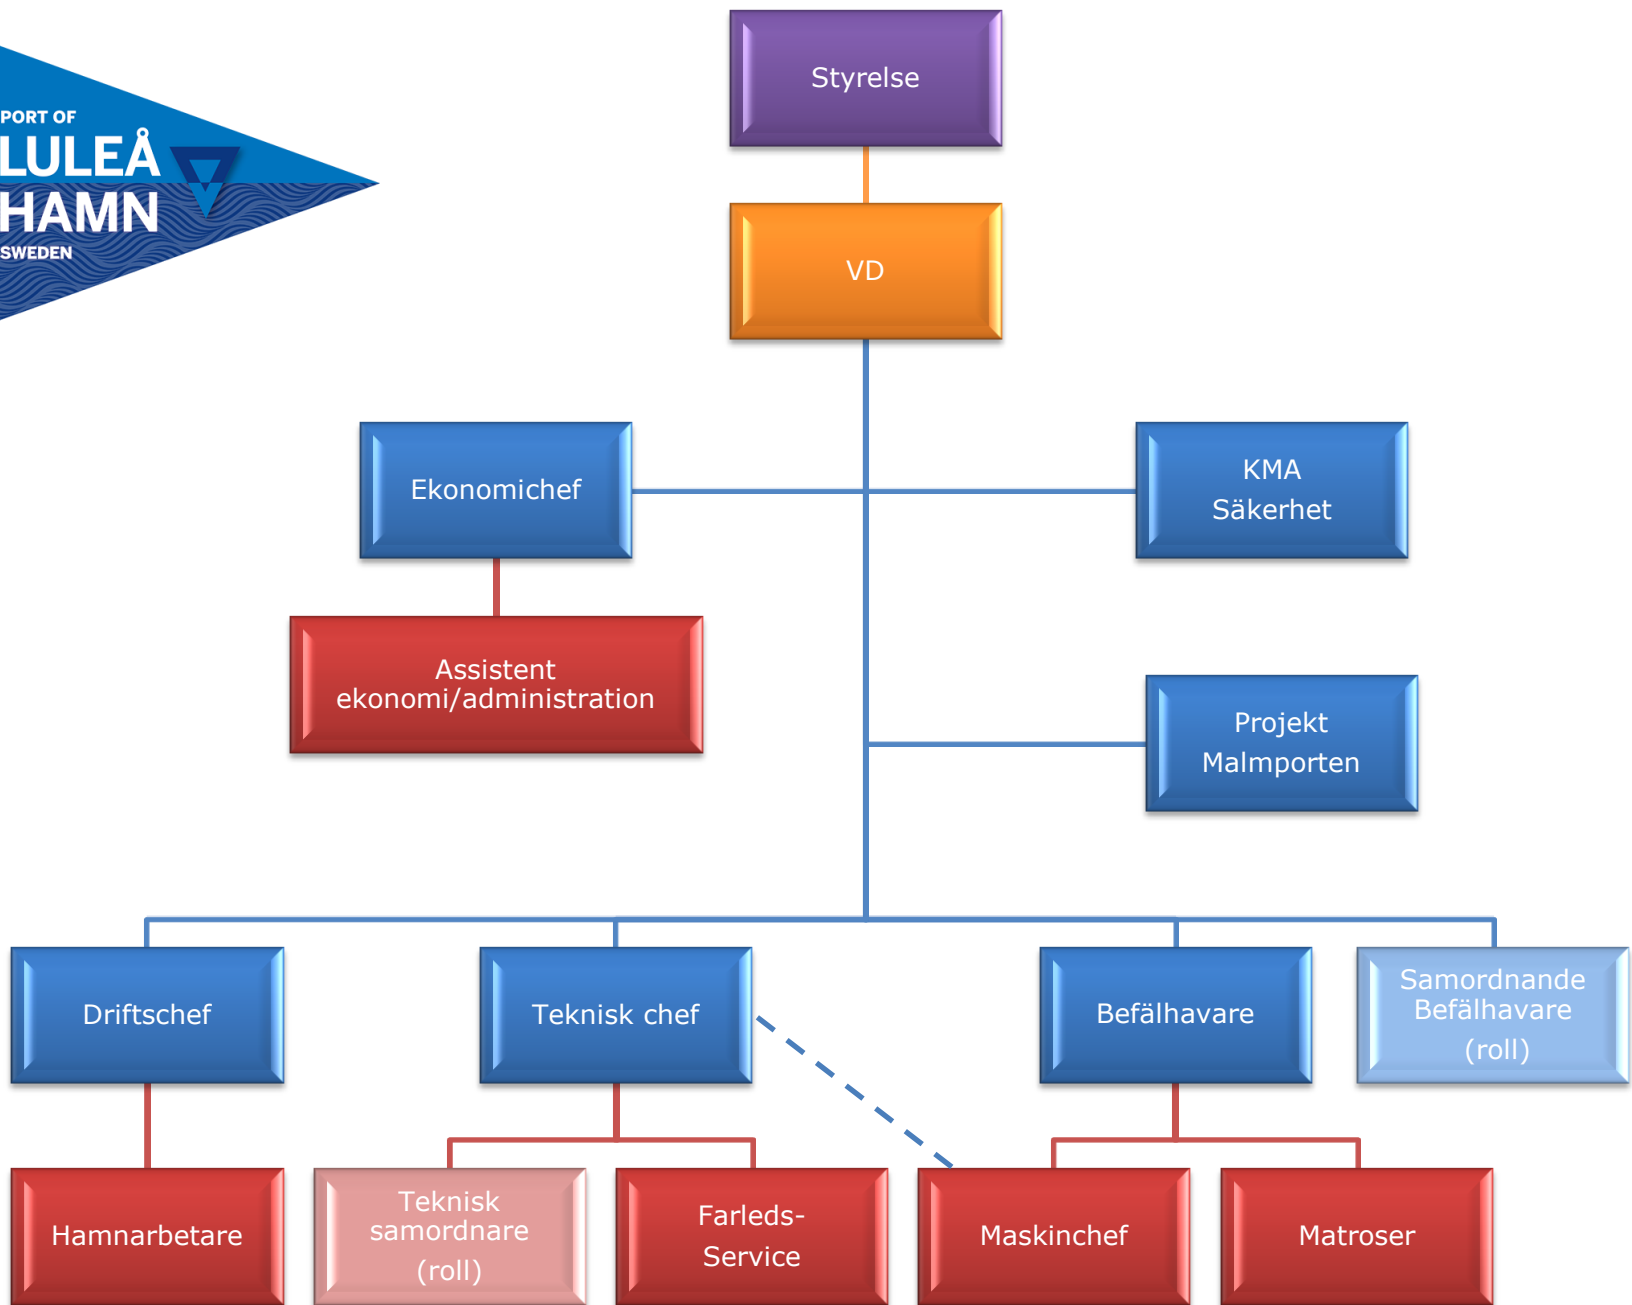 Styrelse
PORT OF
LULEÅ
HAMN
SWEDEN
VD
Ekonomichef
KMA
Säkerhet
Assistent
ekonomi/administration
Projekt
Malmporten
Driftschef
Teknisk chef
Befälhavare
Samordnande
Befälhavare
(roll)
Hamnarbetare
Teknisk
samordnare
(roll)
Farleds-
Service
Maskinchef
Matroser